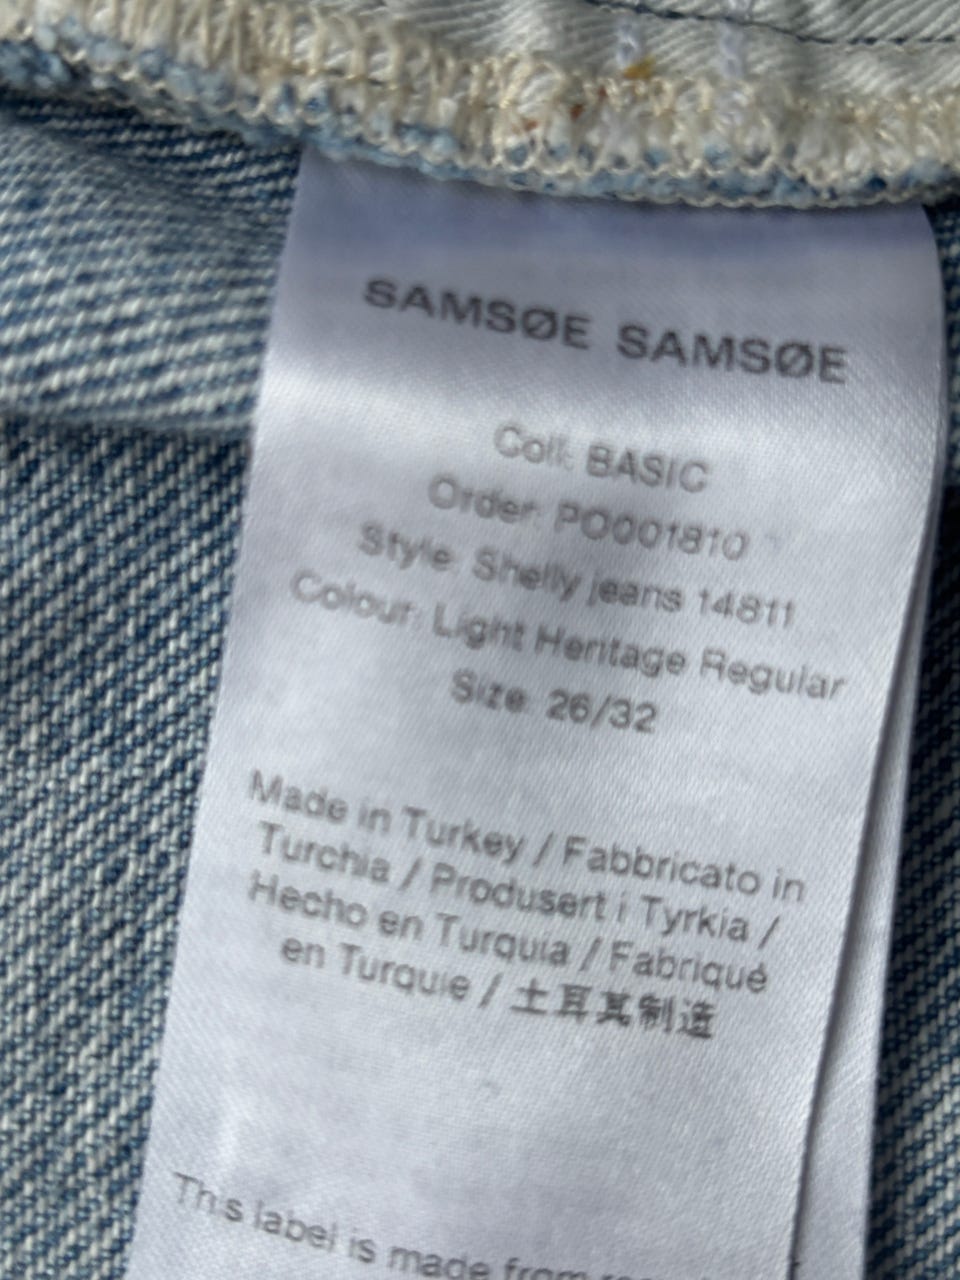 SAMSØE SAMSØE
Coll: BASIC
Order: PO001810
Style: Shelly jeans 14811
Colour: Light Heritage Regular
Size: 26/32
Made in Turkey / Fabbricato in
Turchia / Produsert i Tyrkia /
Hecho en Turquía / Fabriqué
en Turquie / 土耳其制造
This label is made from